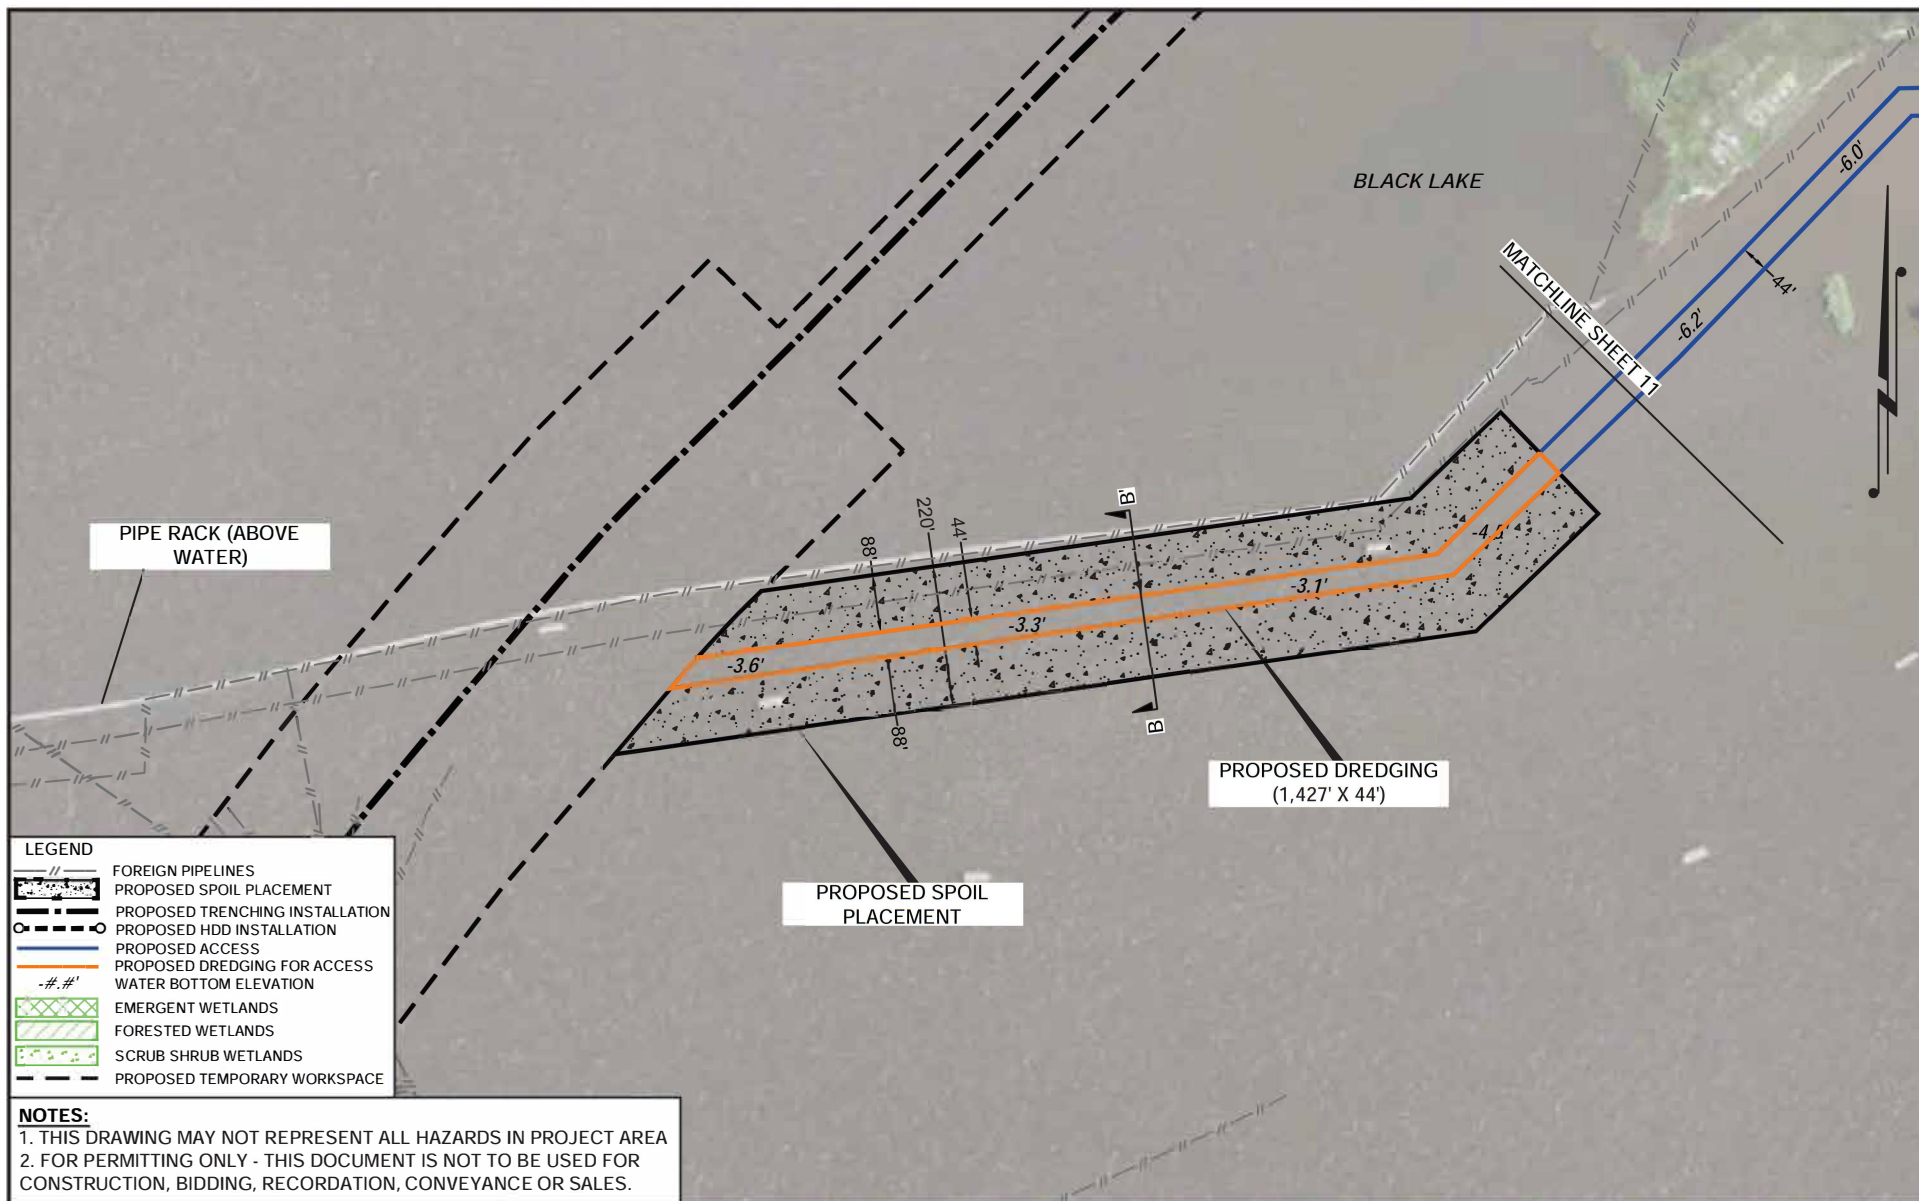 BLACK LAKE
-6.0'
44'
-6.2'
MATCHLINE SHEET 11
PIPE RACK (ABOVE
WATER)
88'
220'
44'
B'
-4.5'
-3.1'
-3.3'
-3.6'
88'
B
PROPOSED DREDGING
(1,427' X 44')
PROPOSED SPOIL
PLACEMENT
LEGEND
FOREIGN PIPELINES
PROPOSED SPOIL PLACEMENT
PROPOSED TRENCHING INSTALLATION
PROPOSED HDD INSTALLATION
PROPOSED ACCESS
PROPOSED DREDGING FOR ACCESS
-#.#' WATER BOTTOM ELEVATION
EMERGENT WETLANDS
FORESTED WETLANDS
SCRUB SHRUB WETLANDS
PROPOSED TEMPORARY WORKSPACE
NOTES:
1. THIS DRAWING MAY NOT REPRESENT ALL HAZARDS IN PROJECT AREA
2. FOR PERMITTING ONLY - THIS DOCUMENT IS NOT TO BE USED FOR
CONSTRUCTION, BIDDING, RECORDATION, CONVEYANCE OR SALES.